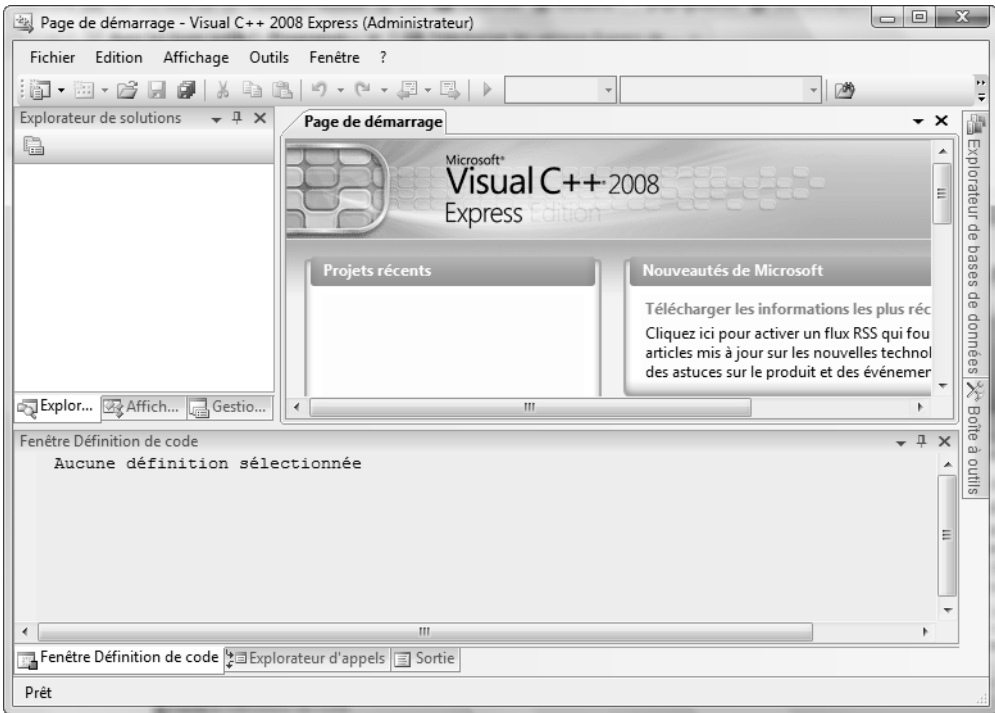 Page de démarrage - Visual C++ 2008 Express (Administrateur)
Fichier Edition Affichage Outils Fenêtre ?
Explorateur de solutions
Page de démarrage
Microsoft®
Visual C++ 2008
Express Edition
Projets récents
Nouveautés de Microsoft
Télécharger les informations les plus réc
Cliquez ici pour activer un flux RSS qui fou
articles mis à jour sur les nouvelles technol
des astuces sur le produit et des événemer
Explor... Affich... Gestio...
Explorateur de bases de données
Boîte à outils
Fenêtre Définition de code
Aucune définition sélectionnée
Fenêtre Définition de code Explorateur d'appels Sortie
Prêt